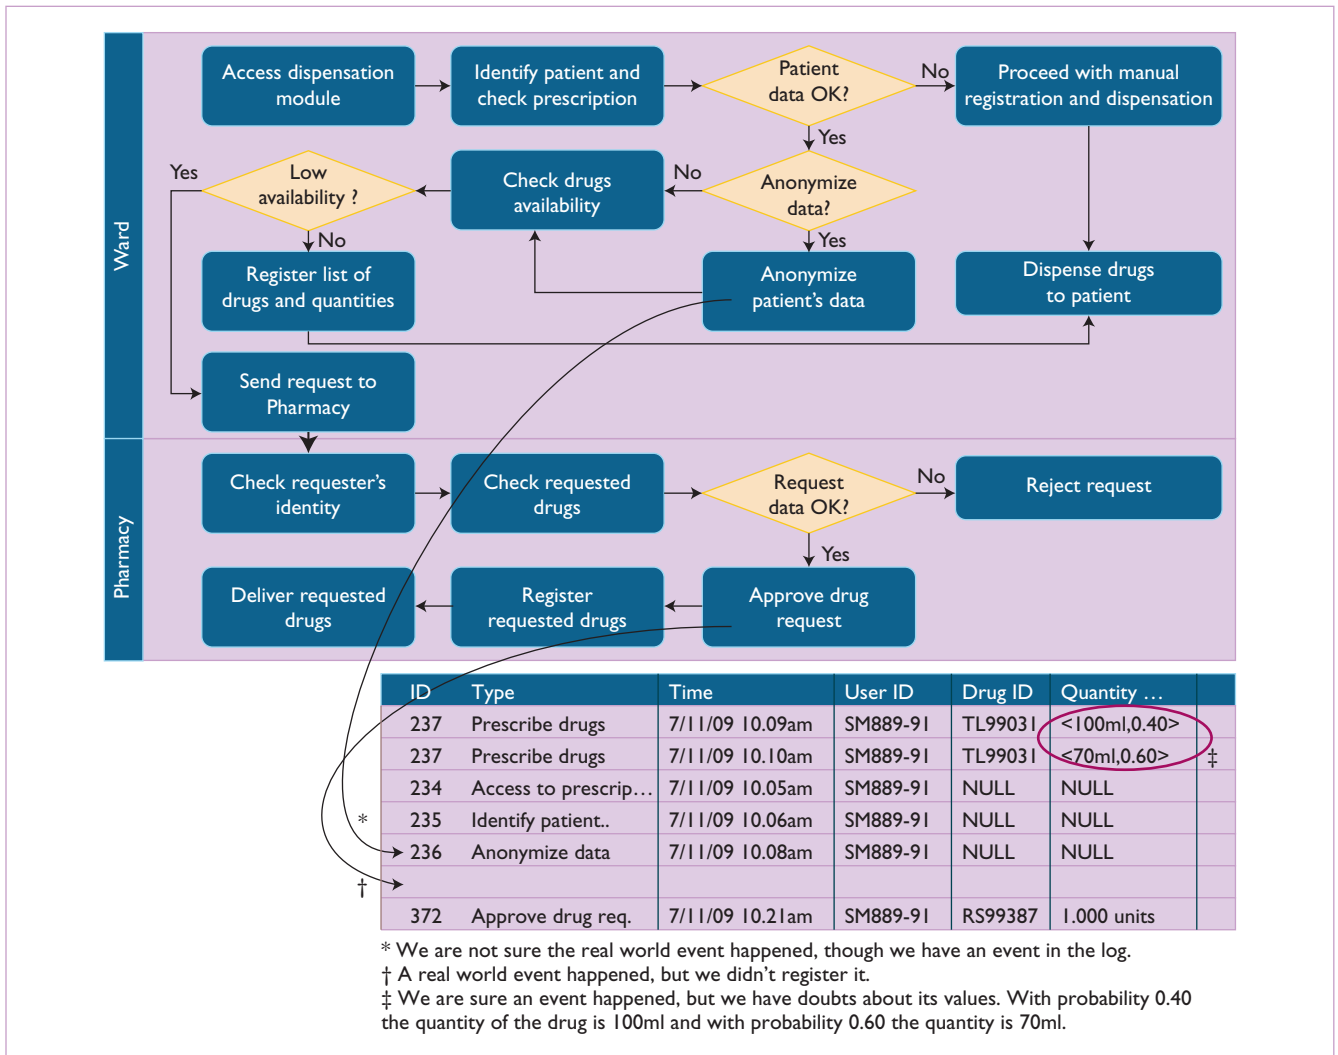 Ward
Access dispensation
module
Identify patient and
check prescription
Patient
data OK?
No
Proceed with manual
registration and dispensation
Yes
Yes
Low
availability ?
Check drugs
availability
No
Anonymize
data?
No
Yes
Register list of
drugs and quantities
Anonymize
patient's data
Dispense drugs
to patient
Send request to
Pharmacy
Pharmacy
Check requester's
identity
Check requested
drugs
Request
data OK?
No
Reject request
Yes
Deliver requested
drugs
Register
requested drugs
Approve drug
request
ID Type Time User ID Drug ID Quantity ...
237 Prescribe drugs 7/11/09 10.09am SM889-91 TL99031 <100ml,0.40>
237 Prescribe drugs 7/11/09 10.10am SM889-91 TL99031 <70ml,0.60> ‡
234 Access to prescrip... 7/11/09 10.05am SM889-91 NULL NULL
* 235 Identify patient.. 7/11/09 10.06am SM889-91 NULL NULL
236 Anonymize data 7/11/09 10.08am SM889-91 NULL NULL
†
372 Approve drug req. 7/11/09 10.21am SM889-91 RS99387 1.000 units
* We are not sure the real world event happened, though we have an event in the log.
† A real world event happened, but we didn't register it.
‡ We are sure an event happened, but we have doubts about its values. With probability 0.40
the quantity of the drug is 100ml and with probability 0.60 the quantity is 70ml.